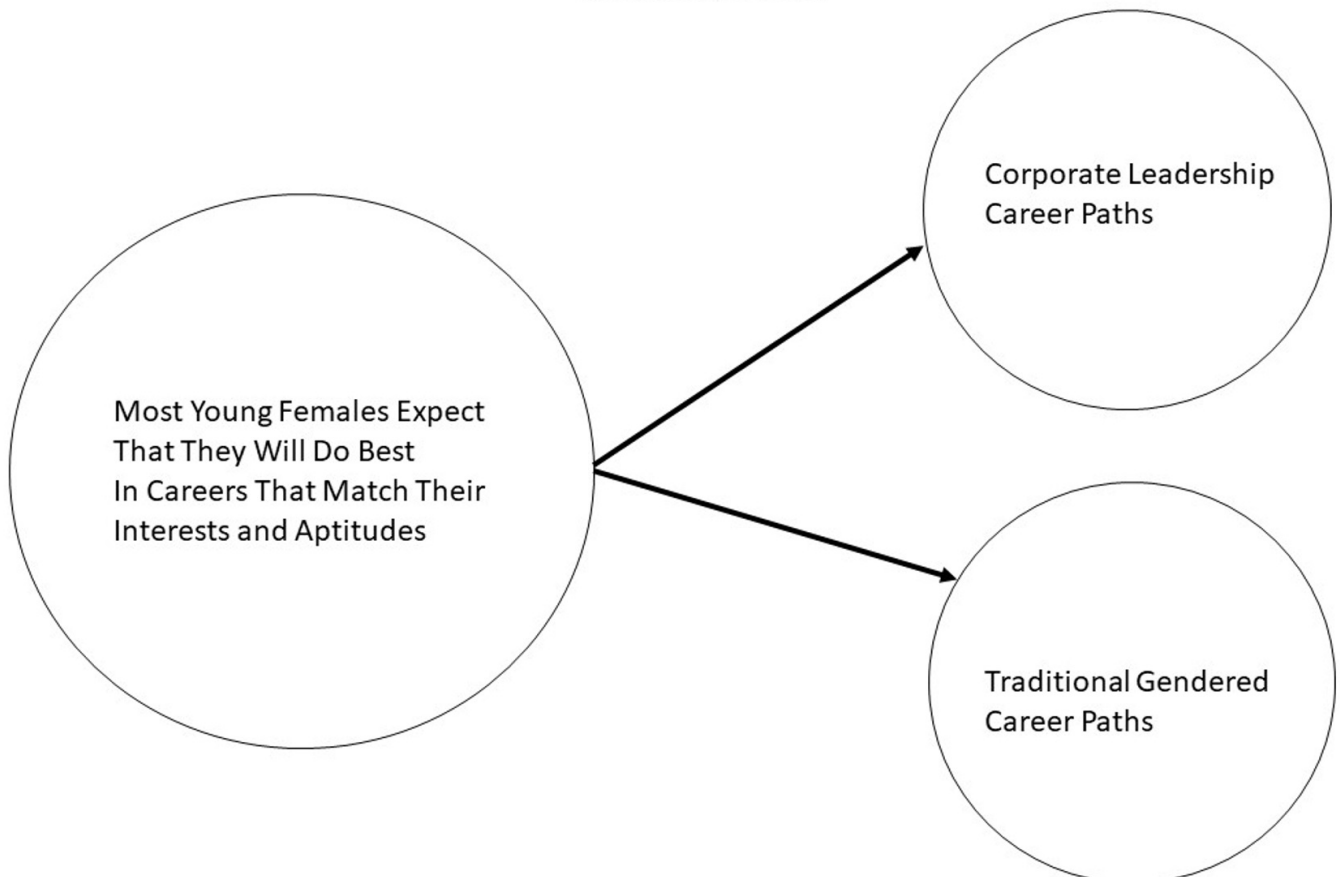 Most Young Females Expect
That They Will Do Best
In Careers That Match Their
Interests and Aptitudes
Corporate Leadership
Career Paths
Traditional Gendered
Career Paths